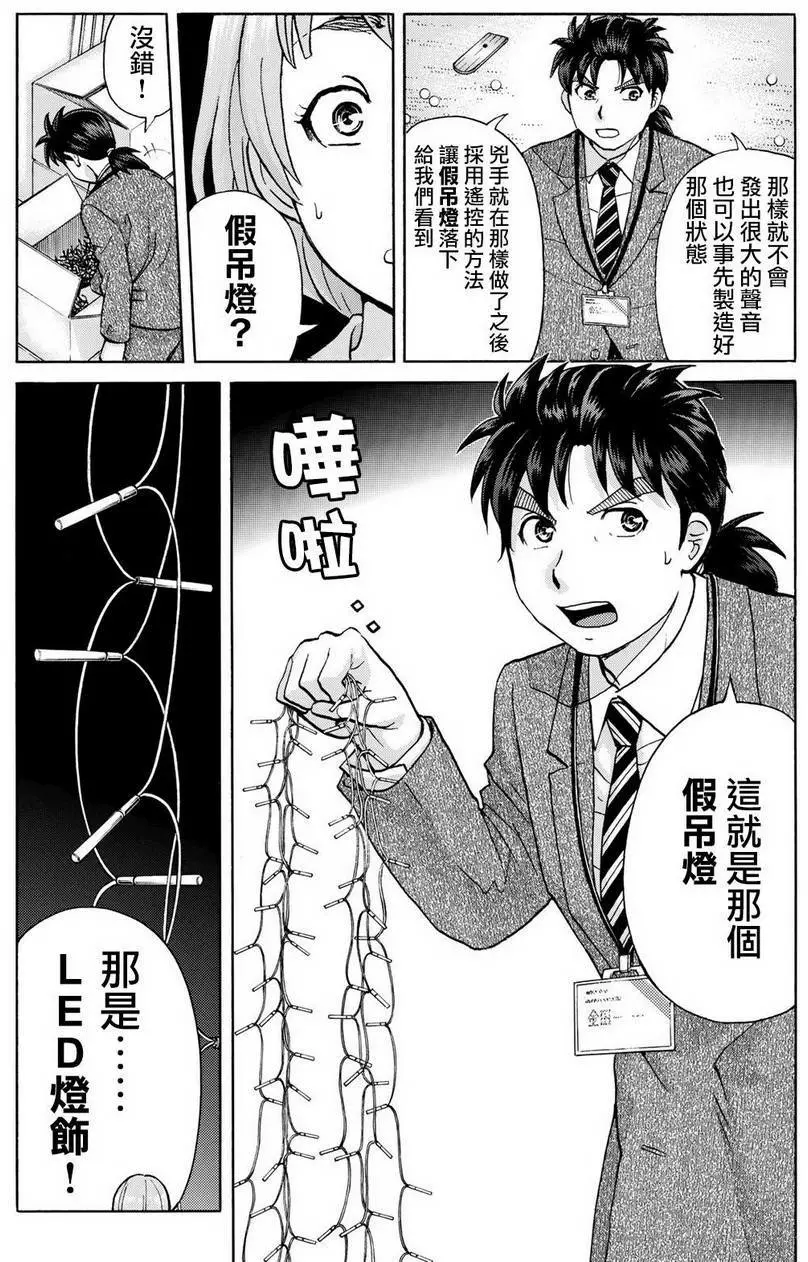 那樣就不會
發出很大的聲音
也可以事先製造好
那個狀態
兇手就在那樣做了之後
採用遙控的方法
讓假吊燈落下
給我們看到
假吊燈？
沒錯！
嘩啦
這就是那個
假吊燈
那是……
LED燈飾！